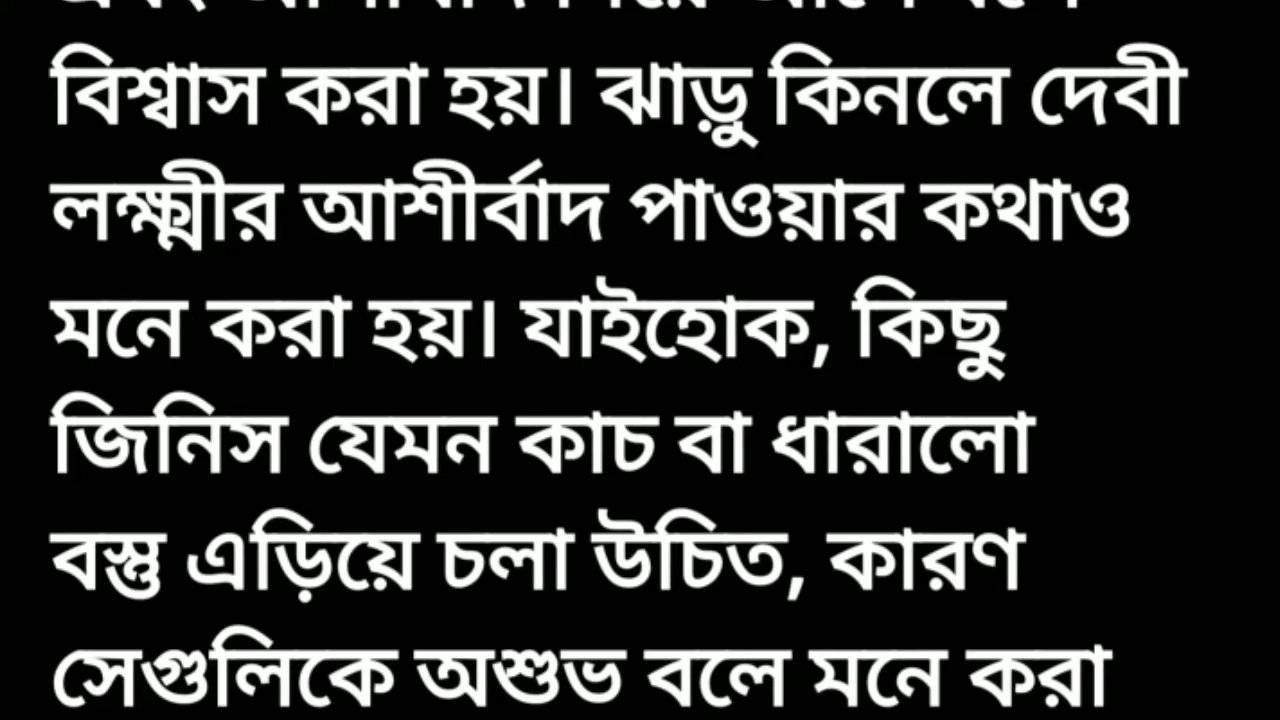 বিশ্বাস করা হয়। ঝাড়ু কিনলে দেবী
লক্ষ্মীর আশীর্বাদ পাওয়ার কথাও
মনে করা হয়। যাইহোক, কিছু
জিনিস যেমন কাচ বা ধারালো
বস্তু এড়িয়ে চলা উচিত, কারণ
সেগুলিকে অশুভ বলে মনে করা